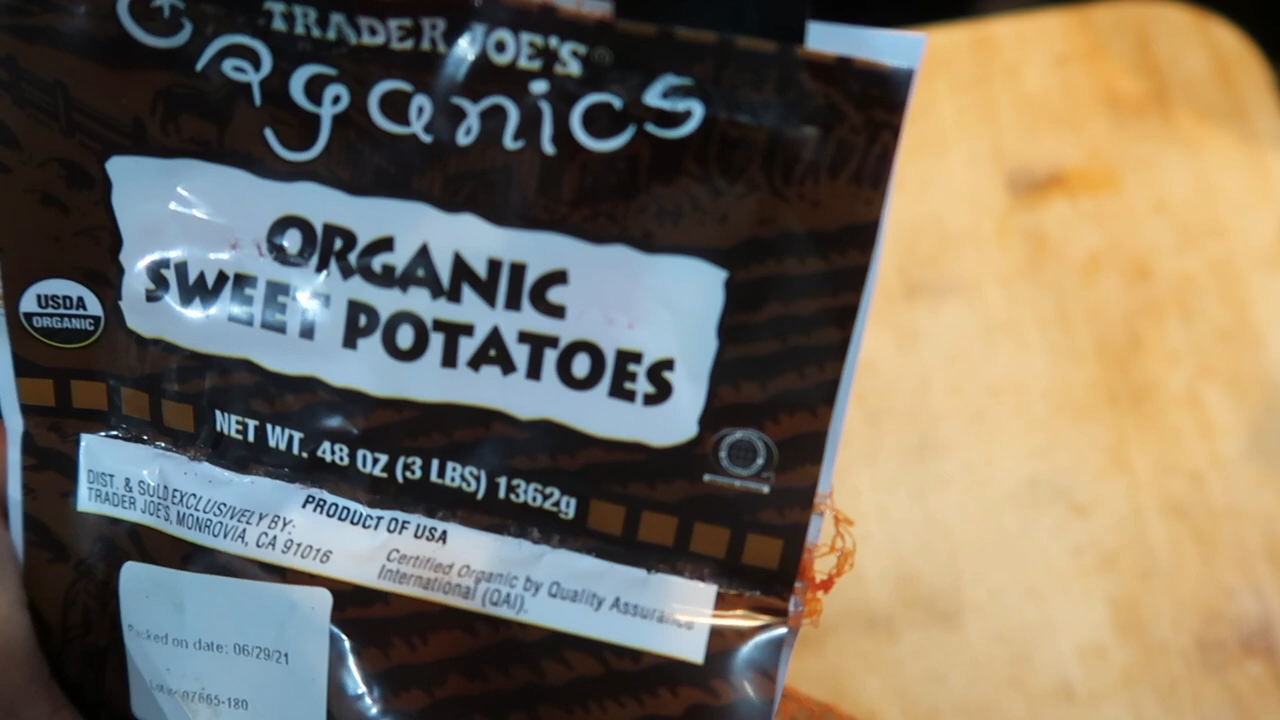 TRADER JOE'S
ORganics
ORGANIC
SWEET POTATOES
USDA
ORGANIC
NET WT. 48 OZ (3 LBS) 1362g
PRODUCT OF USA
DIST. & SOLD EXCLUSIVELY BY:
TRADER JOE'S, MONROVIA, CA 91016
Certified Organic by Quality Assurance
International (QAI).
Packed on date: 06/29/21
07665-180